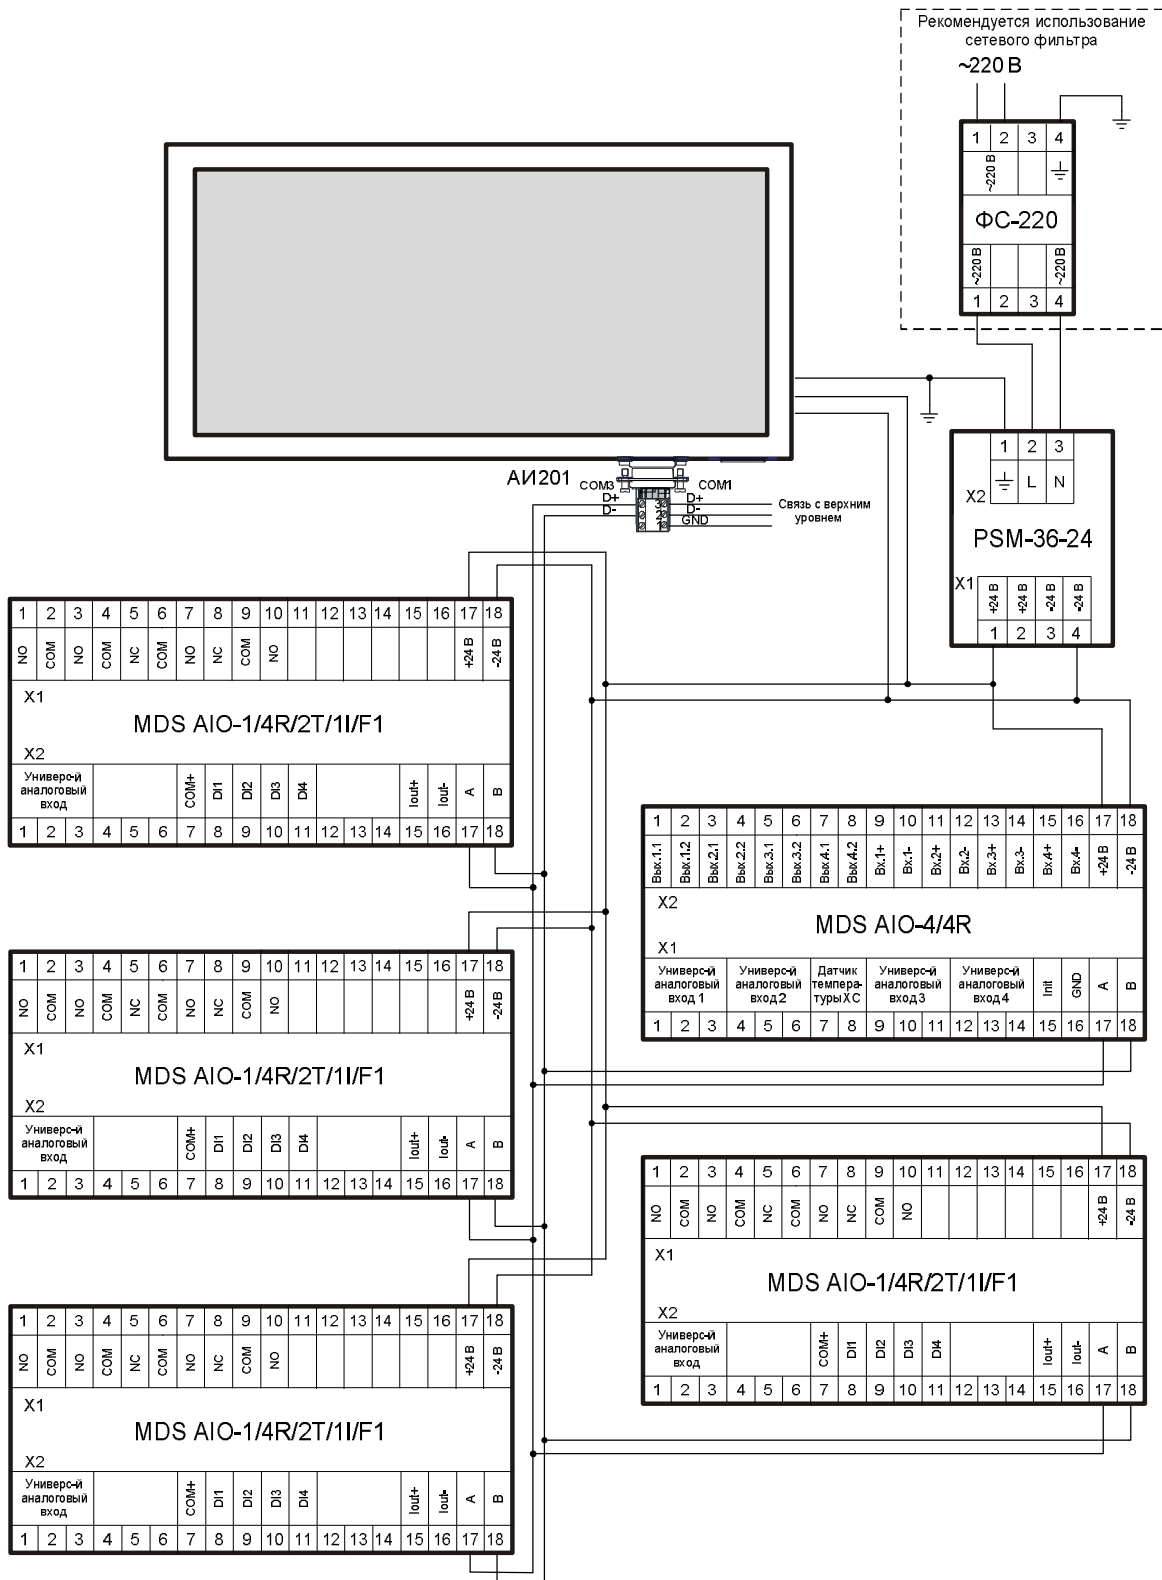 Рекомендуется использование
сетевого фильтра
~220 В
1 2 3 4
~220 В
ФС-220
~220 В ~220 В
1 2 3 4
АИ201
COM3 COM1
D+ D+
D- D-
GND
3
2
1
Связь с верхним
уровнем
1 2 3
L N
X2
PSM-36-24
X1
+24 В +24 В -24 В -24 В
1 2 3 4
1 2 3 4 5 6 7 8 9 10 11 12 13 14 15 16 17 18
NO COM NO COM NC COM NO NC COM NO +24 В -24 В
X1
MDS AIO-1/4R/2T/1I/F1
X2
Универс-й
аналоговый
вход
COM+ DI1 DI2 DI3 DI4 Iout+ Iout- A B
1 2 3 4 5 6 7 8 9 10 11 12 13 14 15 16 17 18
1 2 3 4 5 6 7 8 9 10 11 12 13 14 15 16 17 18
Вых.1.1 Вых.1.2 Вых.2.1 Вых.2.2 Вых.3.1 Вых.3.2 Вых.4.1 Вых.4.2 Вх.1+ Вх.1- Вх.2+ Вх.2- Вх.3+ Вх.3- Вх.4+ Вх.4- +24 В -24 В
X2
MDS AIO-4/4R
X1
Универс-й
аналоговый
вход 1
Универс-й
аналоговый
вход 2
Датчик
темпера-
туры ХС
Универс-й
аналоговый
вход 3
Универс-й
аналоговый
вход 4
Init GND A B
1 2 3 4 5 6 7 8 9 10 11 12 13 14 15 16 17 18
1 2 3 4 5 6 7 8 9 10 11 12 13 14 15 16 17 18
NO COM NO COM NC COM NO NC COM NO +24 В -24 В
X1
MDS AIO-1/4R/2T/1I/F1
X2
Универс-й
аналоговый
вход
COM+ DI1 DI2 DI3 DI4 Iout+ Iout- A B
1 2 3 4 5 6 7 8 9 10 11 12 13 14 15 16 17 18
1 2 3 4 5 6 7 8 9 10 11 12 13 14 15 16 17 18
NO COM NO COM NC COM NO NC COM NO +24 В -24 В
X1
MDS AIO-1/4R/2T/1I/F1
X2
Универс-й
аналоговый
вход
COM+ DI1 DI2 DI3 DI4 Iout+ Iout- A B
1 2 3 4 5 6 7 8 9 10 11 12 13 14 15 16 17 18
1 2 3 4 5 6 7 8 9 10 11 12 13 14 15 16 17 18
NO COM NO COM NC COM NO NC COM NO +24 В -24 В
X1
MDS AIO-1/4R/2T/1I/F1
X2
Универс-й
аналоговый
вход
COM+ DI1 DI2 DI3 DI4 Iout+ Iout- A B
1 2 3 4 5 6 7 8 9 10 11 12 13 14 15 16 17 18